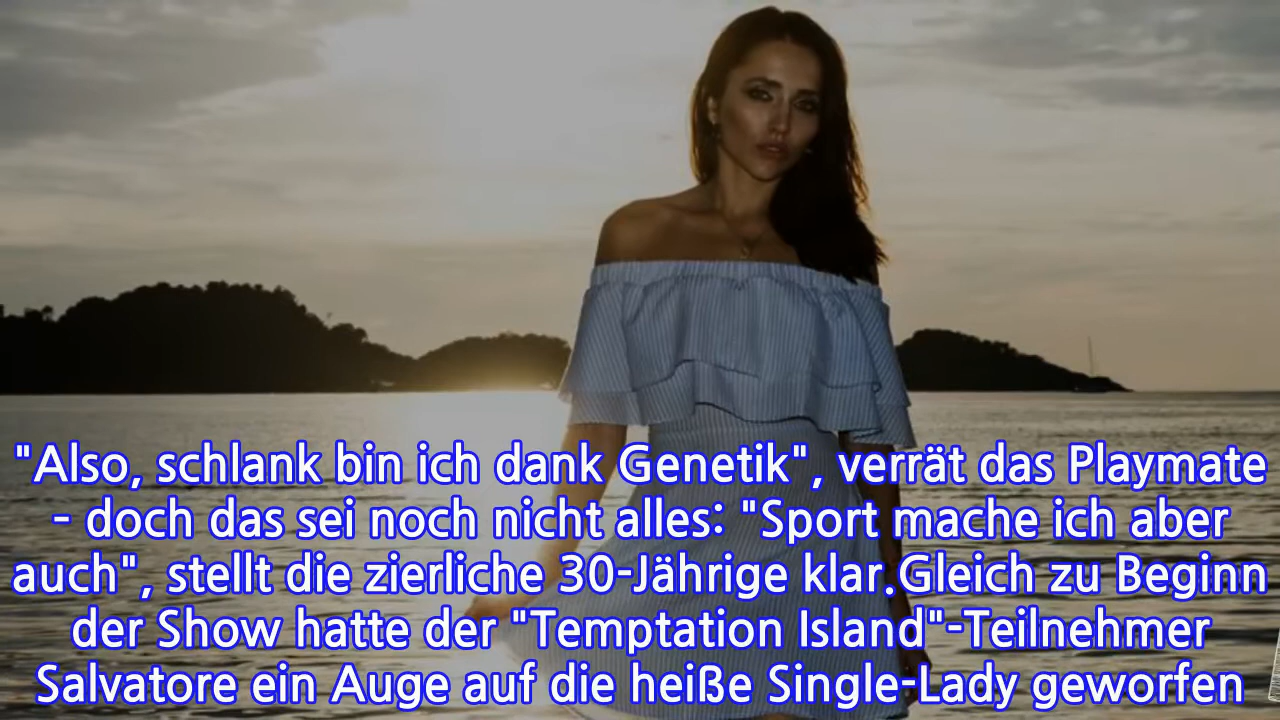 "Also, schlank bin ich dank Genetik", verrät das Playmate
- doch das sei noch nicht alles: "Sport mache ich aber
auch", stellt die zierliche 30-Jährige klar.Gleich zu Beginn
der Show hatte der "Temptation Island"-Teilnehmer
Salvatore ein Auge auf die heiße Single-Lady geworfen